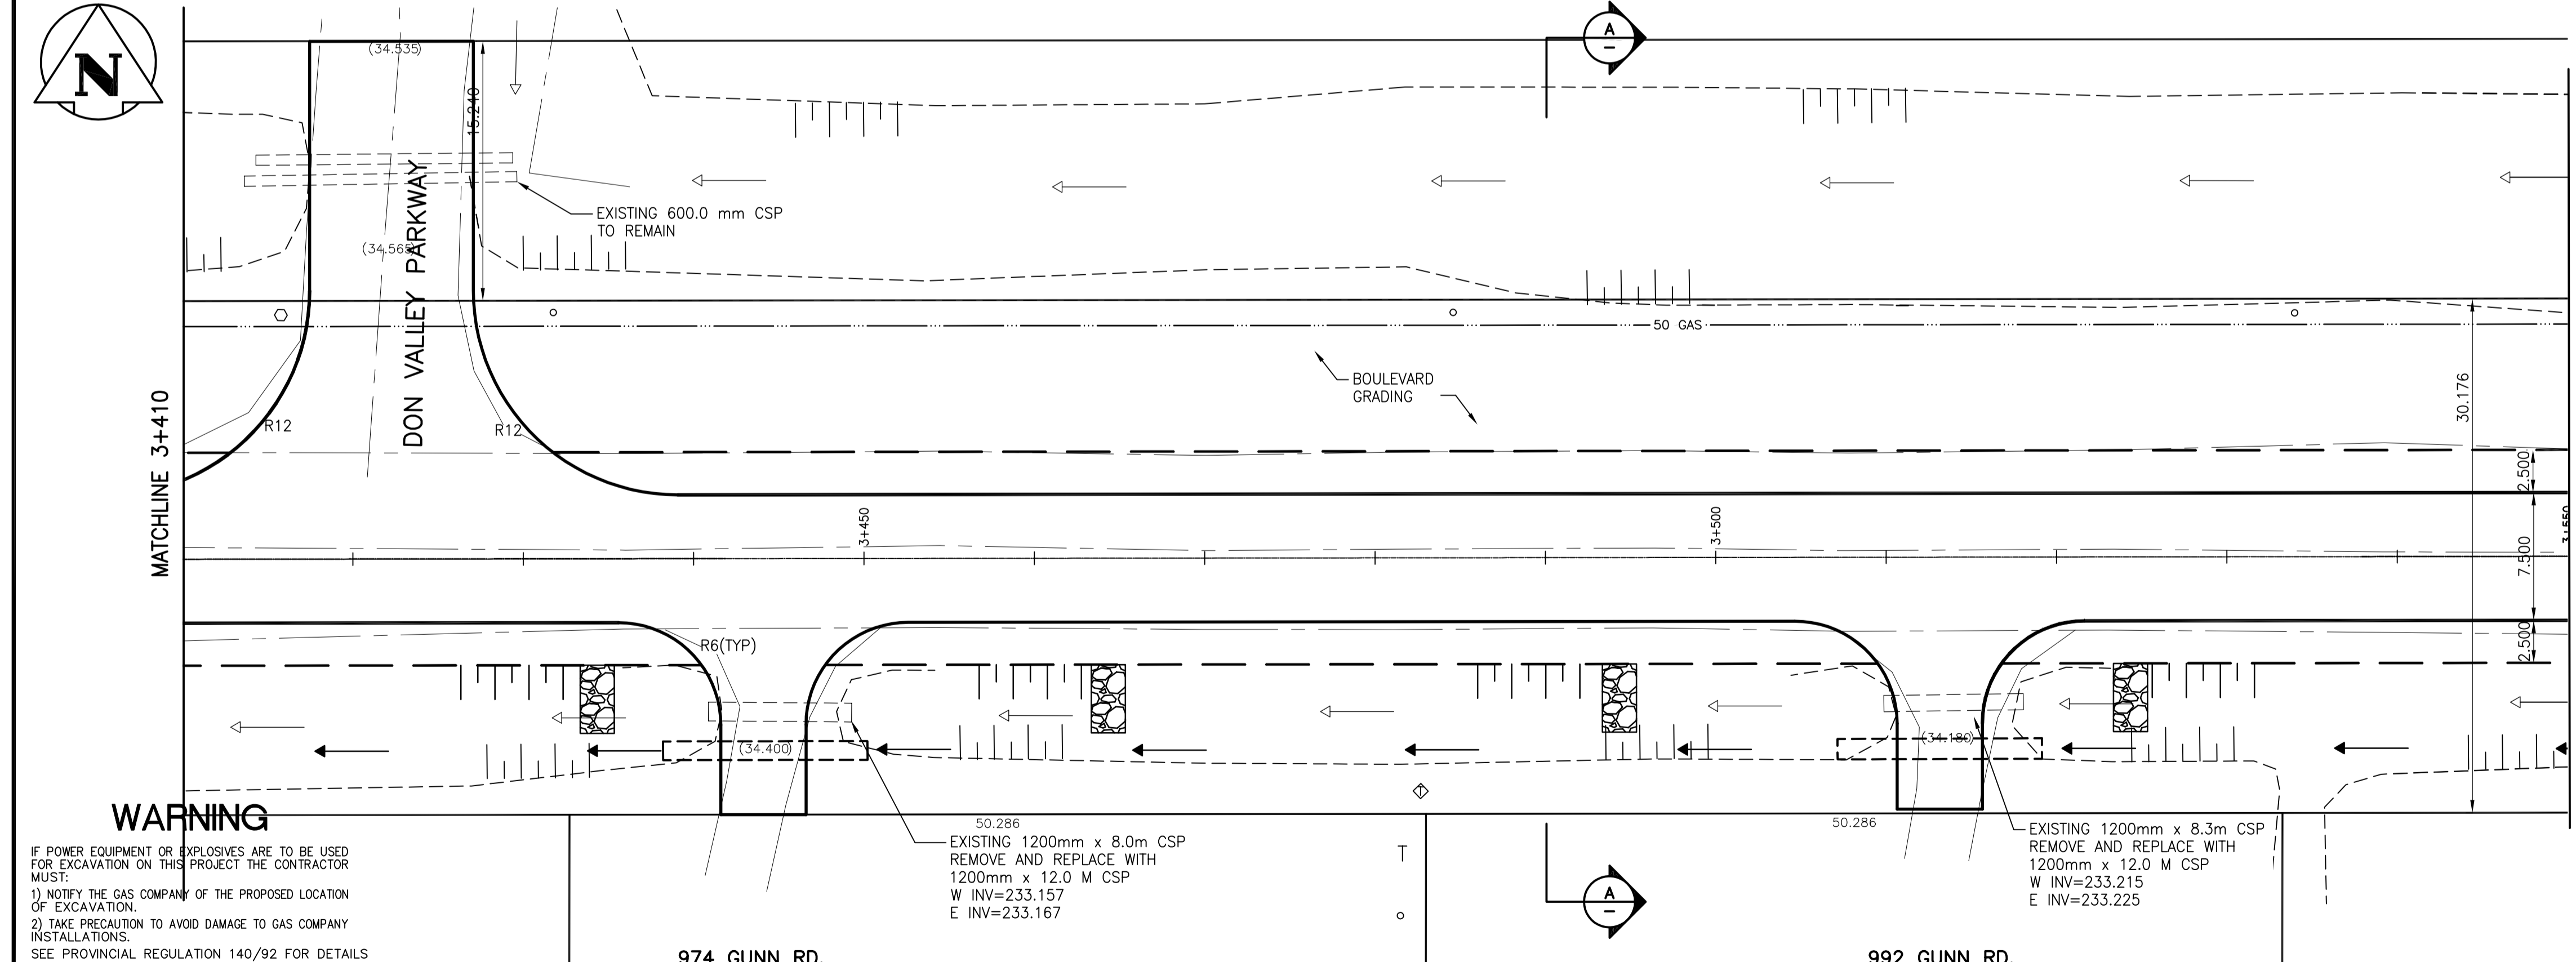 N
A
(34.535)
15.240
DON VALLEY PARKWAY
EXISTING 600.0 mm CSP
TO REMAIN
(34.565)
50 GAS
BOULEVARD
GRADING
30.176
MATCHLINE 3+410
R12
R12
2.500
3+450
3+500
3+550
7.500
2.500
R6(TYP)
(34.400)
(34.180)
T
WARNING
IF POWER EQUIPMENT OR EXPLOSIVES ARE TO BE USED
FOR EXCAVATION ON THIS PROJECT THE CONTRACTOR
MUST:
1) NOTIFY THE GAS COMPANY OF THE PROPOSED LOCATION
OF EXCAVATION.
2) TAKE PRECAUTION TO AVOID DAMAGE TO GAS COMPANY
INSTALLATIONS.
SEE PROVINCIAL REGULATION 140/92 FOR DETAILS
50.286
EXISTING 1200mm x 8.0m CSP
REMOVE AND REPLACE WITH
1200mm x 12.0 M CSP
W INV=233.157
E INV=233.167
T
A
50.286
EXISTING 1200mm x 8.3m CSP
REMOVE AND REPLACE WITH
1200mm x 12.0 M CSP
W INV=233.215
E INV=233.225
974 GUNN RD.
992 GUNN RD.